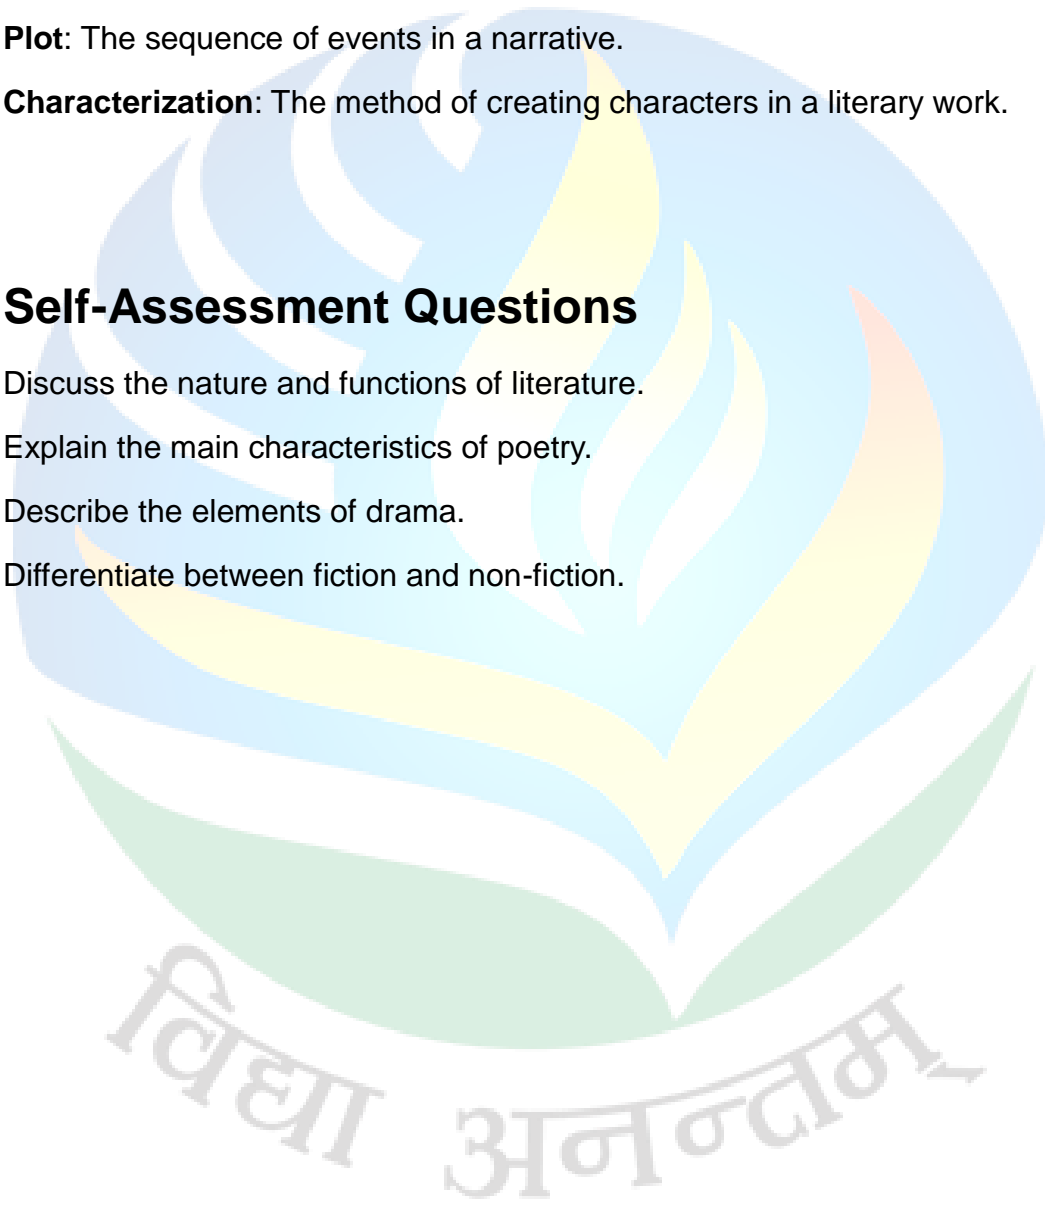 Plot: The sequence of events in a narrative.
Characterization: The method of creating characters in a literary work.
Self-Assessment Questions
Discuss the nature and functions of literature.
Explain the main characteristics of poetry.
Describe the elements of drama.
Differentiate between fiction and non-fiction.
विद्या अनन्तम्